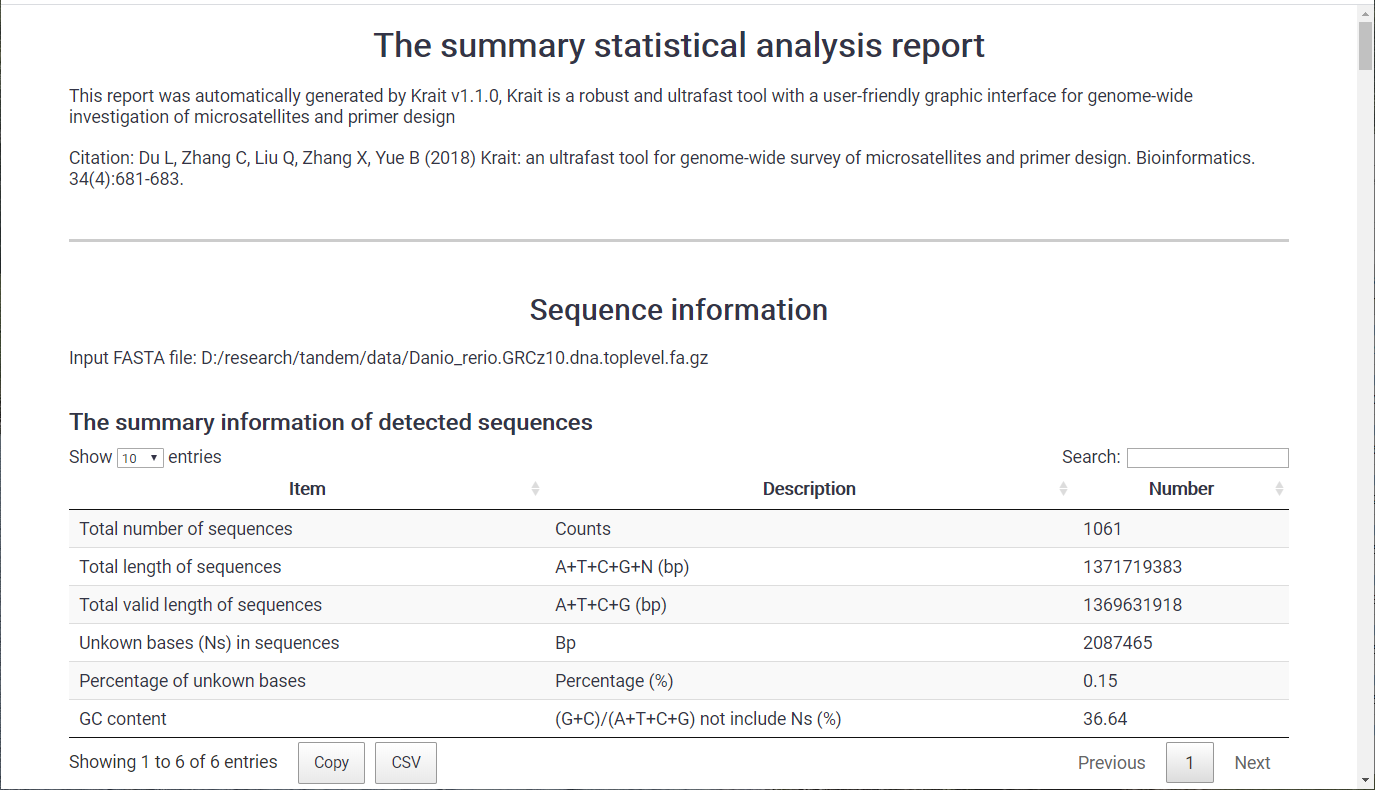 The summary statistical analysis report
This report was automatically generated by Krait v1.1.0, Krait is a robust and ultrafast tool with a user-friendly graphic interface for genome-wide
investigation of microsatellites and primer design
Citation: Du L, Zhang C, Liu Q, Zhang X, Yue B (2018) Krait: an ultrafast tool for genome-wide survey of microsatellites and primer design. Bioinformatics.
34(4):681-683.
Sequence information
Input FASTA file: D:/research/tandem/data/Danio_rerio.GRCz10.dna.toplevel.fa.gz
The summary information of detected sequences
Show 10 entries Search:
Item Description Number
Total number of sequences Counts 1061
Total length of sequences A+T+C+G+N (bp) 1371719383
Total valid length of sequences A+T+C+G (bp) 1369631918
Unkown bases (Ns) in sequences Bp 2087465
Percentage of unkown bases Percentage (%) 0.15
GC content (G+C)/(A+T+C+G) not include Ns (%) 36.64
Showing 1 to 6 of 6 entries Copy CSV Previous 1 Next